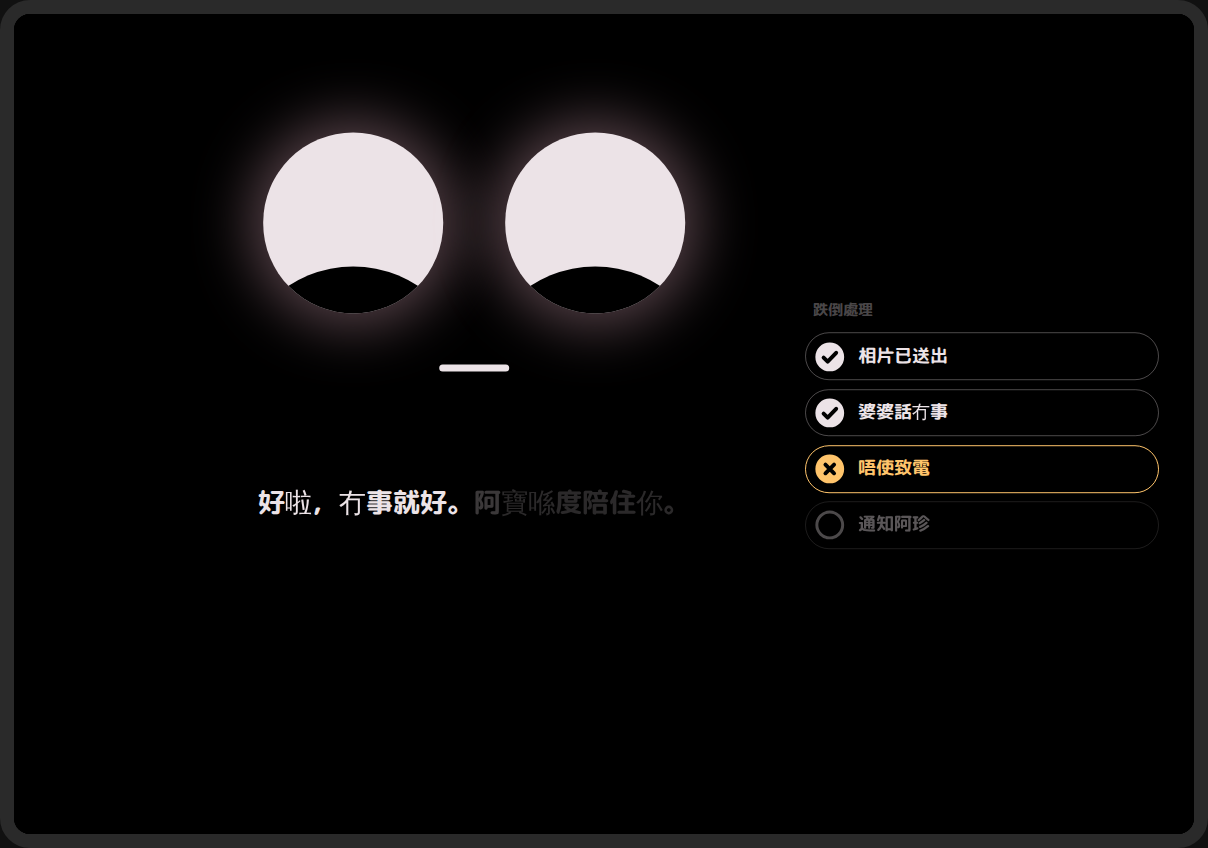 好啦，冇事就好。阿寶喺度陪住你。
跌倒處理
相片已送出
婆婆話冇事
唔使致電
通知阿珍